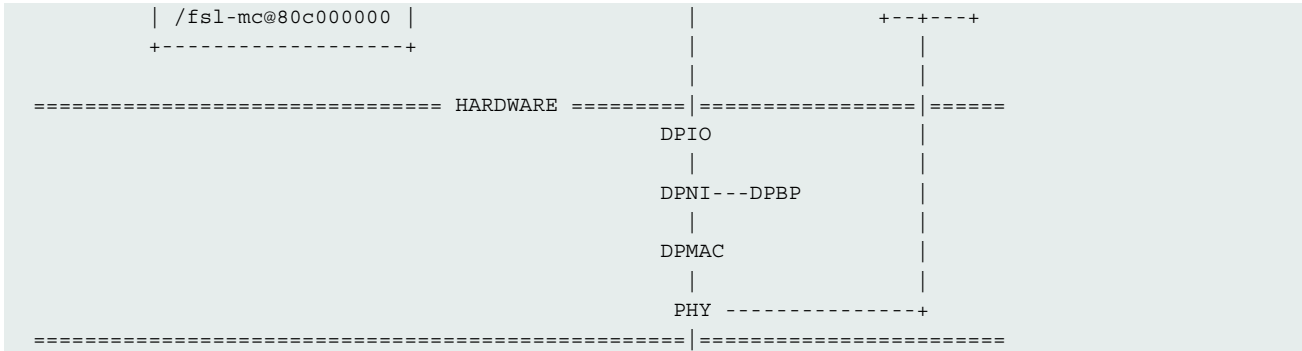 | /fsl-mc@80c000000 | | +--+---+
+-------------------+ | |
| |
================================ HARDWARE =========|=================|======
DPIO |
| |
DPNI---DPBP |
| |
DPMAC |
| |
PHY ---------------+
===================================================|========================